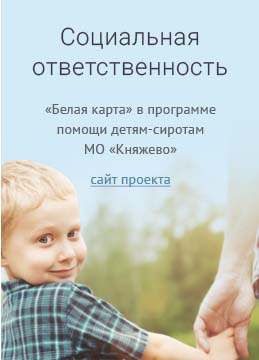 Социальная
ответственность
«Белая карта» в программе
помощи детям-сиротам
МО «Княжево»
сайт проекта